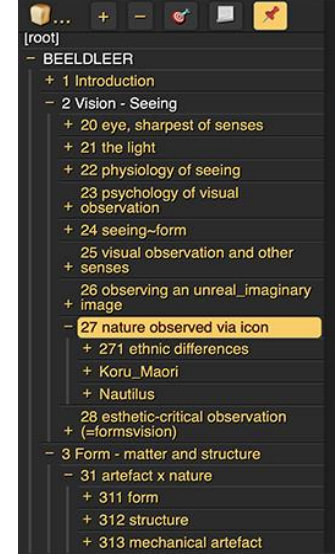 ... + −
[root]
− BEELDLEER
+ 1 Introduction
− 2 Vision - Seeing
+ 20 eye, sharpest of senses
+ 21 the light
+ 22 physiology of seeing
23 psychology of visual
+ observation
+ 24 seeing~form
25 visual observation and other
+ senses
26 observing an unreal_imaginary
+ image
− 27 nature observed via icon
+ 271 ethnic differences
+ Koru_Maori
+ Nautilus
28 esthetic-critical observation
+ (=formsvision)
− 3 Form - matter and structure
− 31 artefact x nature
+ 311 form
+ 312 structure
+ 313 mechanical artefact